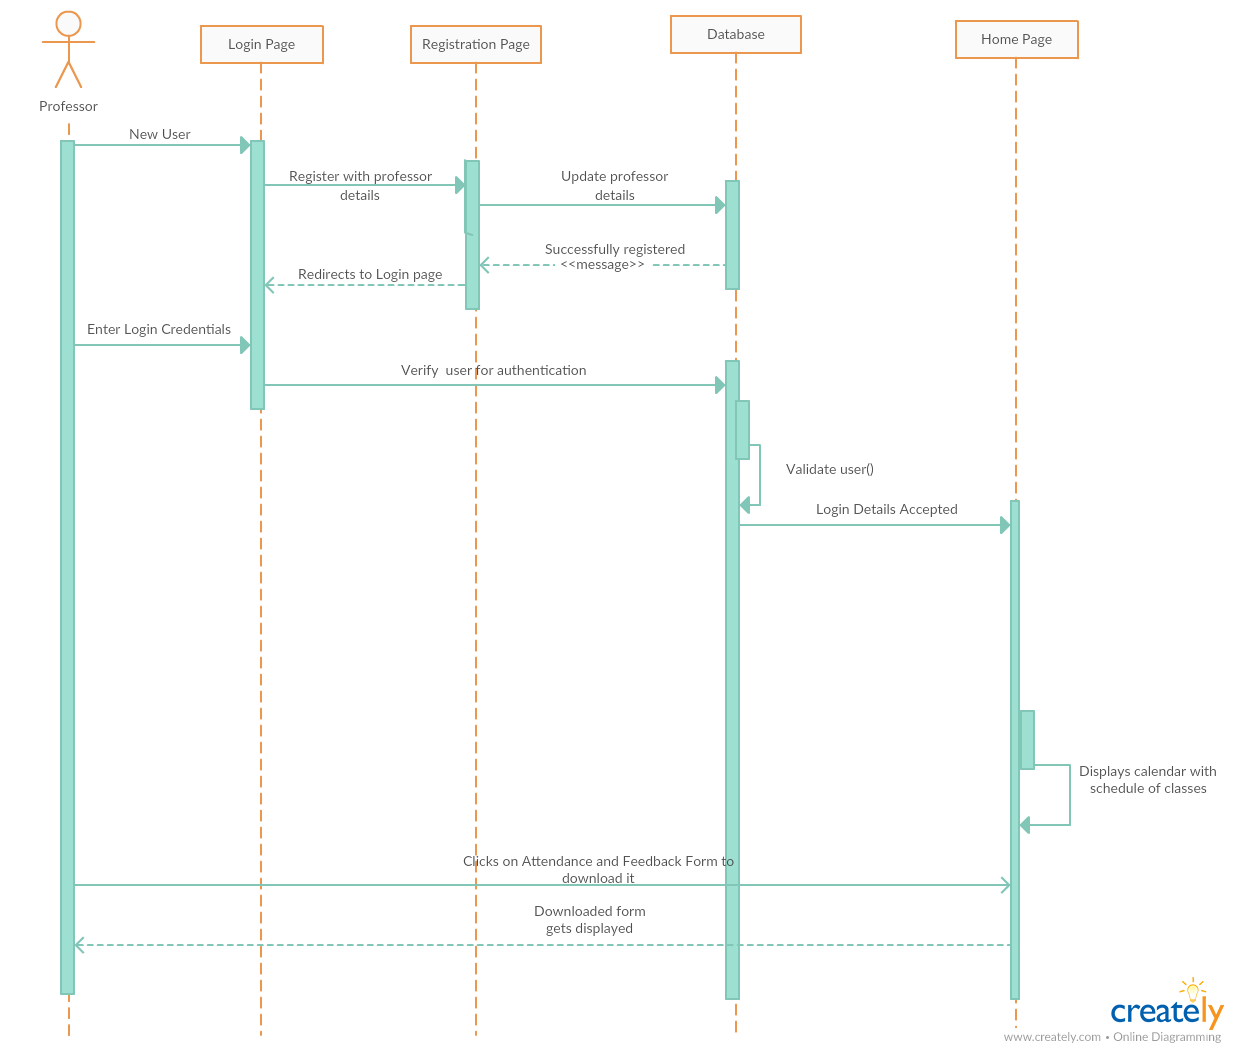 Professor
Login Page
Registration Page
Database
Home Page
New User
Register with professor
details
Update professor
details
Successfully registered
<<message>>
Redirects to Login page
Enter Login Credentials
Verify  user for authentication
Validate user()
Login Details Accepted
Displays calendar with
schedule of classes
Clicks on Attendance and Feedback Form to
download it
Downloaded form
gets displayed
creately
www.creately.com • Online Diagramming